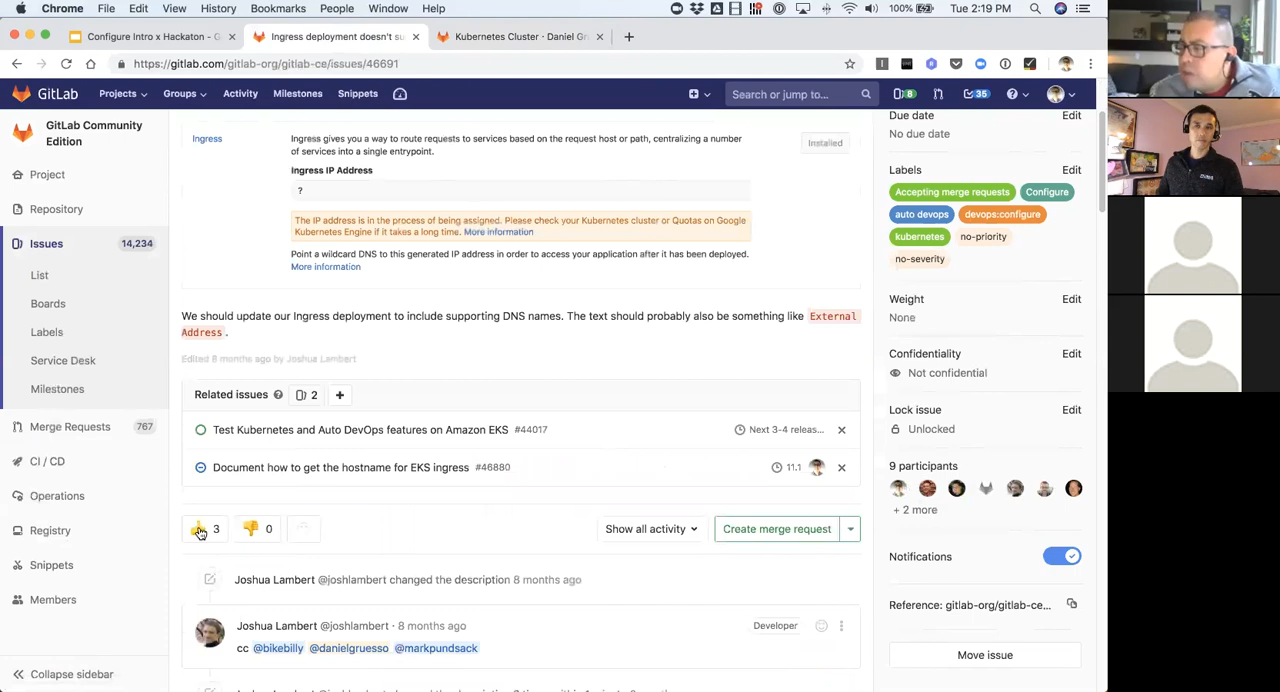 Chrome File Edit View History Bookmarks People Window Help 100% Tue 2:19 PM
Configure Intro x Hackaton - G
Ingress deployment doesn't su
Kubernetes Cluster · Daniel Gr
https://gitlab.com/gitlab-org/gitlab-ce/issues/46691
GitLab Projects Groups Activity Milestones Snippets 8 35
Search or jump to...
GitLab Community
Edition
Project
Repository
Issues 14,234
List
Boards
Labels
Service Desk
Milestones
Merge Requests 767
CI / CD
Operations
Registry
Snippets
Members
Collapse sidebar
Ingress
Ingress gives you a way to route requests to services based on the request host or path, centralizing a number
of services into a single entrypoint.
Installed
Ingress IP Address
?
The IP address is in the process of being assigned. Please check your Kubernetes cluster or Quotas on Google
Kubernetes Engine if it takes a long time. More information
Point a wildcard DNS to this generated IP address in order to access your application after it has been deployed.
More information
We should update our Ingress deployment to include supporting DNS names. The text should probably also be something like External
Address.
Edited 8 months ago by Joshua Lambert
Related issues 2
Test Kubernetes and Auto DevOps features on Amazon EKS #44017 Next 3-4 releas...
Document how to get the hostname for EKS ingress #46880 11.1
3 0 Show all activity Create merge request
Joshua Lambert @joshlambert changed the description 8 months ago
Joshua Lambert @joshlambert · 8 months ago Developer
cc @bikebilly @danielgruesso @markpundsack
Due date Edit
No due date
Labels Edit
Accepting merge requests Configure
auto devops devops:configure
kubernetes no-priority
no-severity
Weight Edit
None
Confidentiality Edit
Not confidential
Lock issue Edit
Unlocked
9 participants
+ 2 more
Notifications
Reference: gitlab-org/gitlab-ce...
Move issue